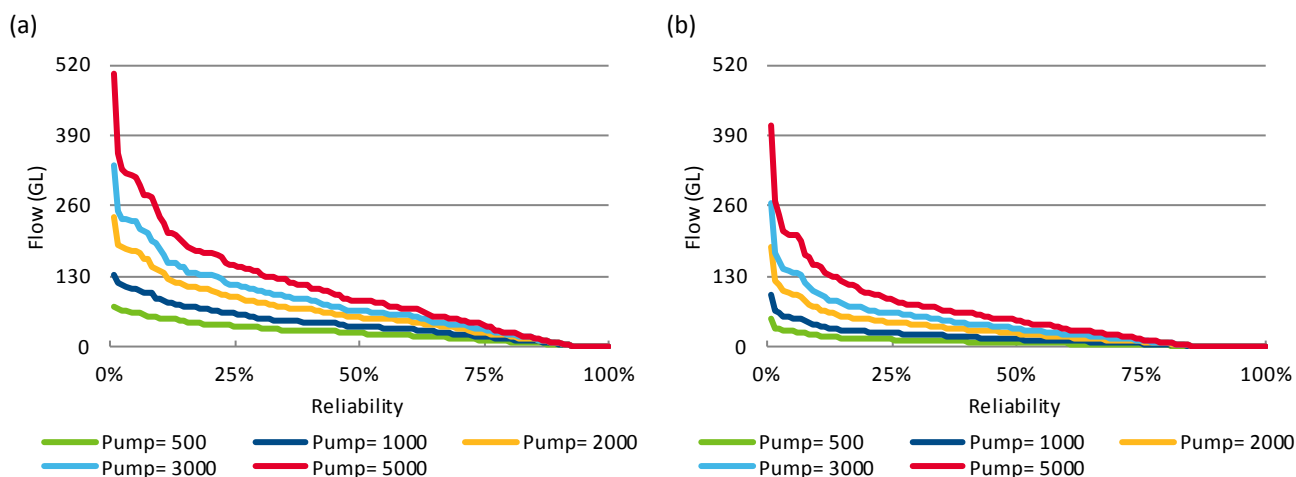 (a)
Flow (GL)
520
390
260
130
0
0% 25% 50% 75% 100%
Reliability
Pump= 500 Pump= 1000 Pump= 2000
Pump= 3000 Pump= 5000
(b)
Flow (GL)
520
390
260
130
0
0% 25% 50% 75% 100%
Reliability
Pump= 500 Pump= 1000 Pump= 2000
Pump= 3000 Pump= 5000